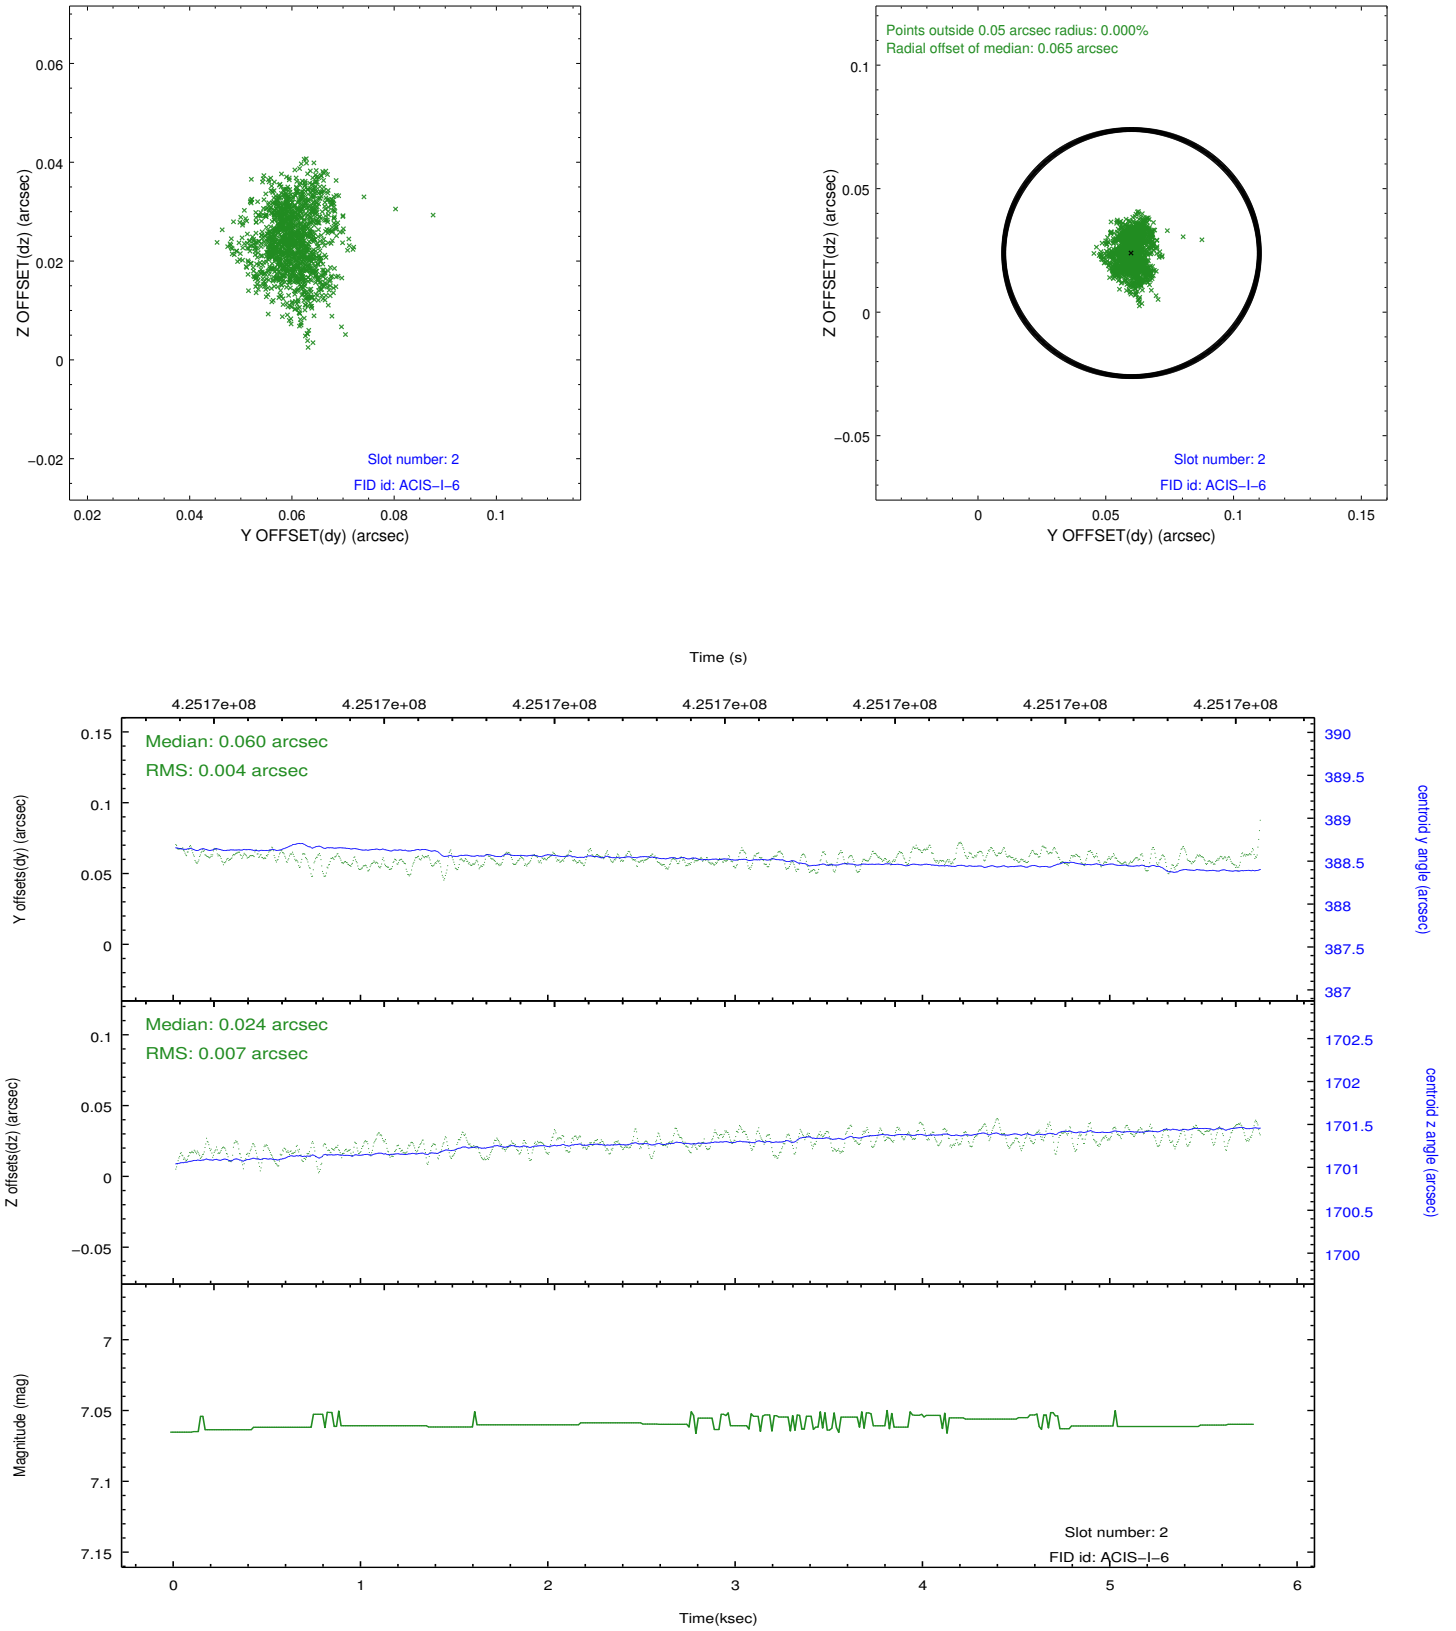 0.06
0.04
0.02
0
−0.02
Z OFFSET(dz) (arcsec)
Slot number: 2
FID id: ACIS−I−6
0.02 0.04 0.06 0.08 0.1
Y OFFSET(dy) (arcsec)
Points outside 0.05 arcsec radius: 0.000%
Radial offset of median: 0.065 arcsec
0.1
0.05
0
−0.05
Z OFFSET(dz) (arcsec)
Slot number: 2
FID id: ACIS−I−6
0 0.05 0.1 0.15
Y OFFSET(dy) (arcsec)
Time (s)
4.2517e+08 4.2517e+08 4.2517e+08 4.2517e+08 4.2517e+08 4.2517e+08 4.2517e+08
Median: 0.060 arcsec
RMS: 0.004 arcsec
0.15
0.1
0.05
0
Y offsets(dy) (arcsec)
390
389.5
389
388.5
388
387.5
387
centroid y angle (arcsec)
Median: 0.024 arcsec
RMS: 0.007 arcsec
0.1
0.05
0
−0.05
Z offsets(dz) (arcsec)
1702.5
1702
1701.5
1701
1700.5
1700
centroid z angle (arcsec)
7
7.05
7.1
7.15
Magnitude (mag)
Slot number: 2
FID id: ACIS−I−6
0 1 2 3 4 5 6
Time(ksec)